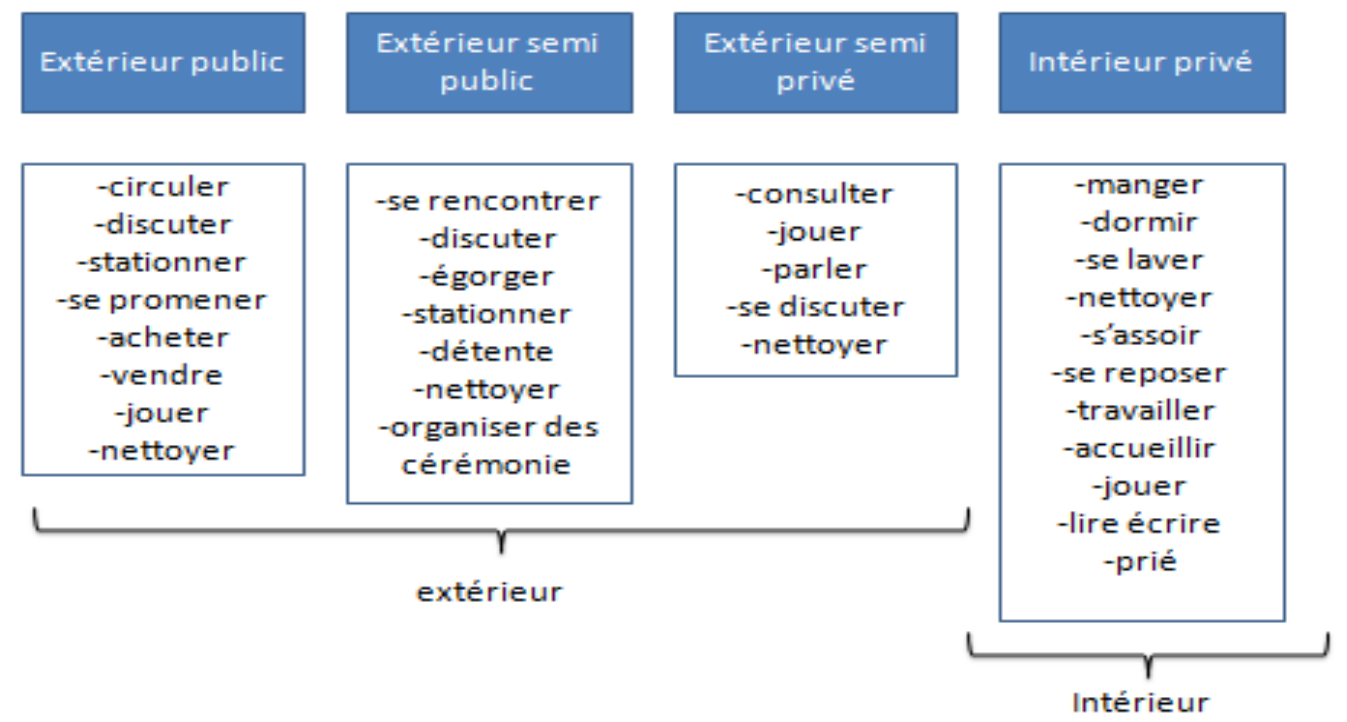 Extérieur public
Extérieur semi
public
Extérieur semi
privé
Intérieur privé
-circuler
-discuter
-stationner
-se promener
-acheter
-vendre
-jouer
-nettoyer
-se rencontrer
-discuter
-égorger
-stationner
-détente
-nettoyer
-organiser des
cérémonie
-consulter
-jouer
-parler
-se discuter
-nettoyer
-manger
-dormir
-se laver
-nettoyer
-s’assoir
-se reposer
-travailler
-accueillir
-jouer
-lire écrire
-prié
extérieur
Intérieur